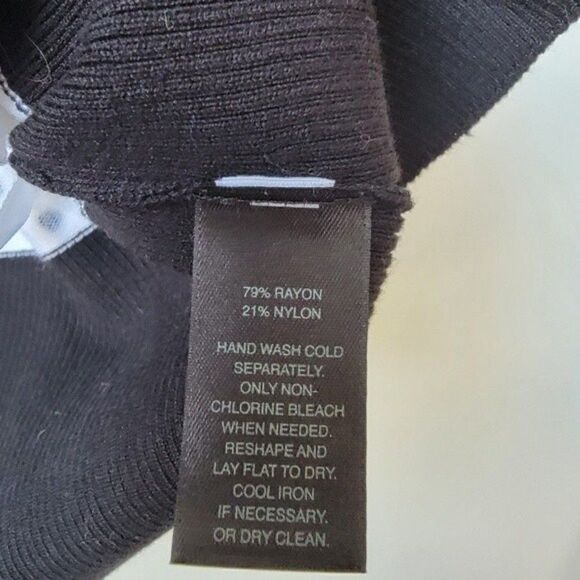 79% RAYON
21% NYLON
HAND WASH COLD
SEPARATELY.
ONLY NON-
CHLORINE BLEACH
WHEN NEEDED.
RESHAPE AND
LAY FLAT TO DRY.
COOL IRON
IF NECESSARY.
OR DRY CLEAN.